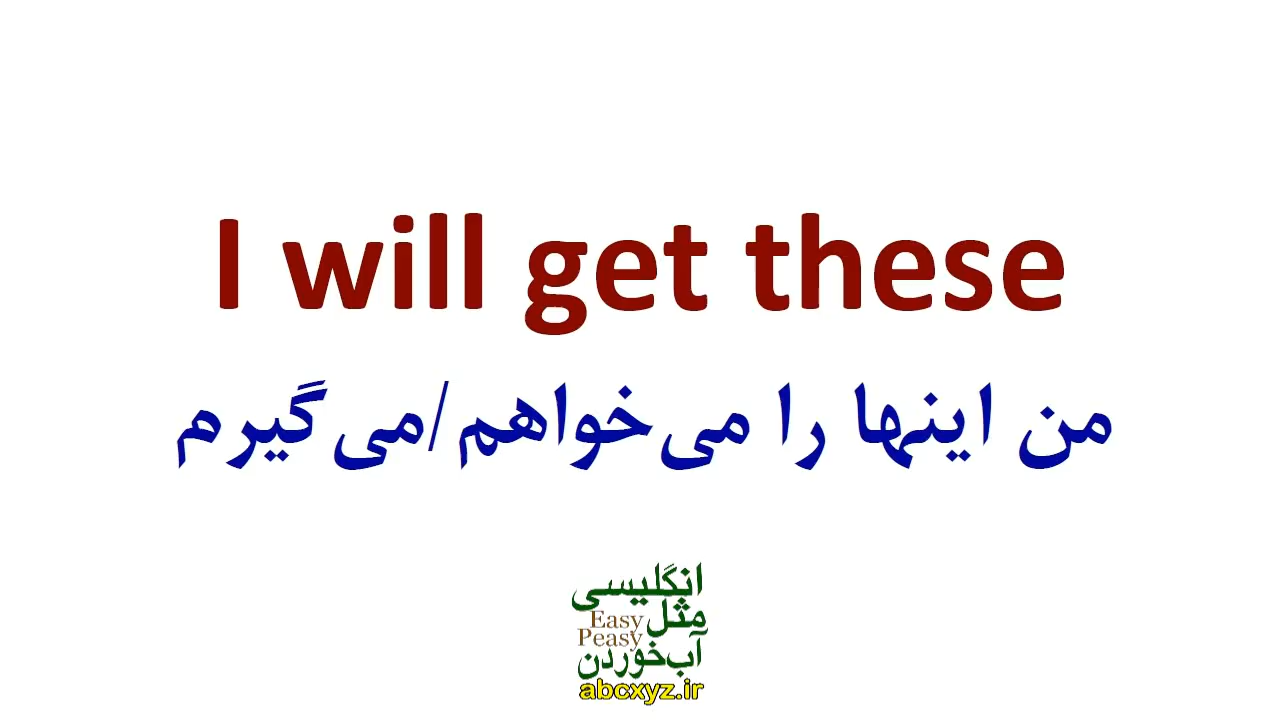 I will get these
من اینها را می‌خواهم/می‌گیرم
انگلیسی
مثل Easy
Peasy
آب‌خوردن
abcxyz.ir